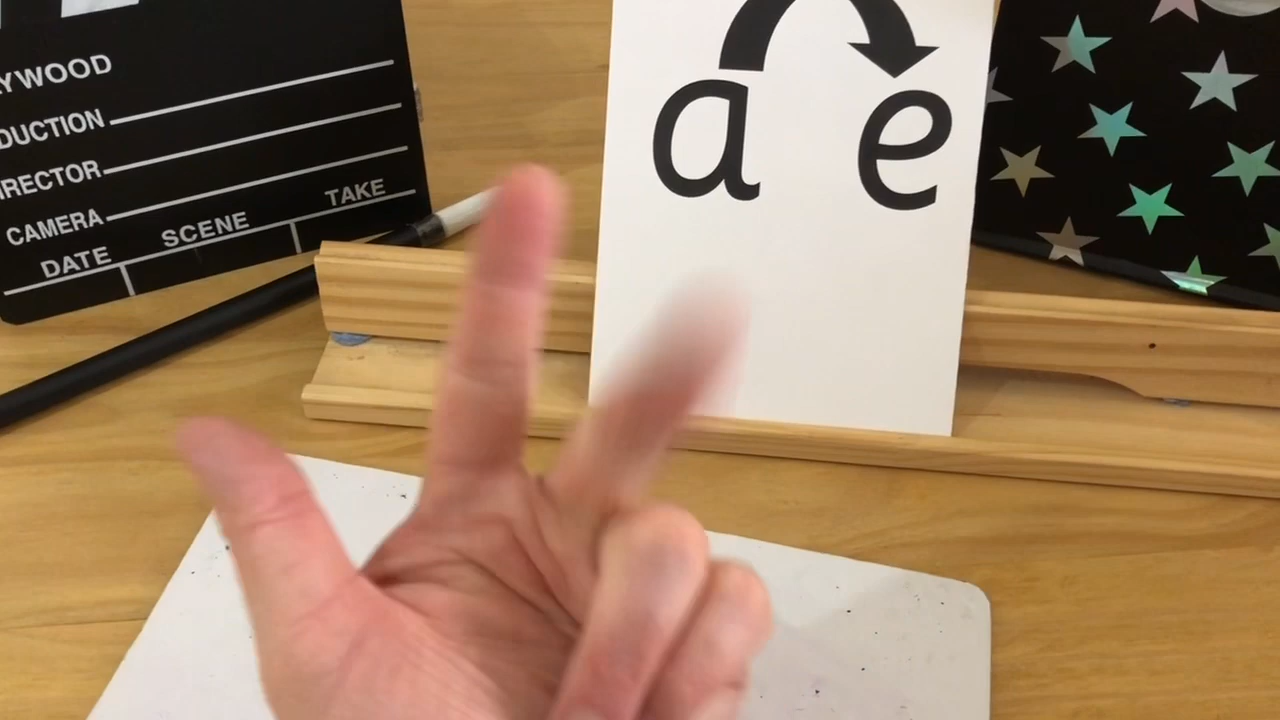 YWOOD
DUCTION
RECTOR
CAMERA
DATE SCENE TAKE
a e